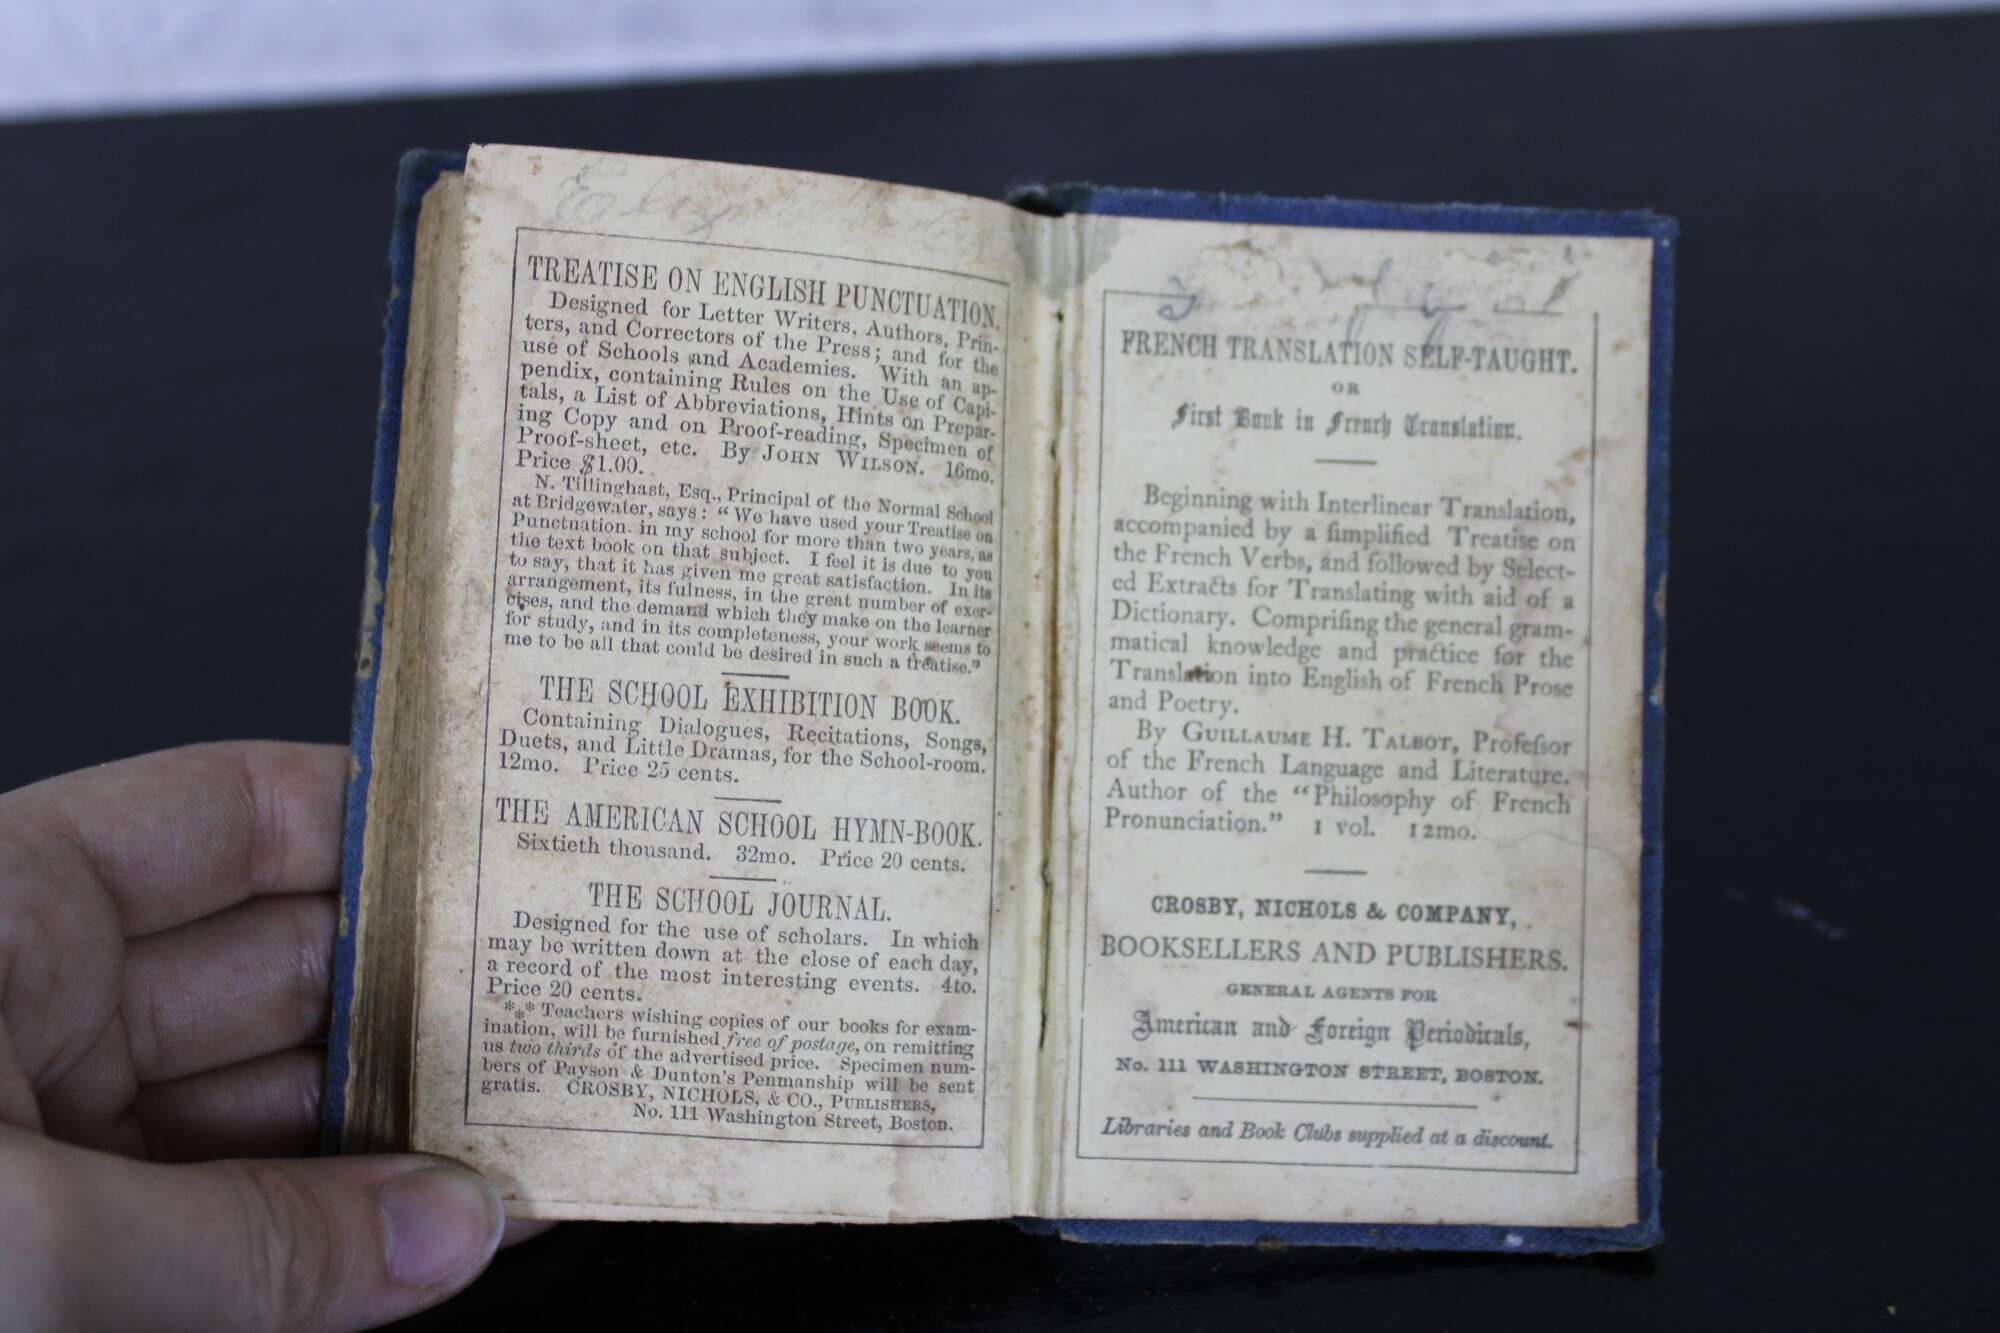 TREATISE ON ENGLISH PUNCTUATION.
Designed for Letter Writers, Authors, Prin-
ters, and Correctors of the Press; and for the
use of Schools and Academies. With an ap-
pendix, containing Rules on the Use of Capi-
tals, a List of Abbreviations, Hints on Prepar-
ing Copy and on Proof-reading, Specimen of
Proof-sheet, etc. By JOHN WILSON. 16mo.
Price $1.00.
N. Tillinghast, Esq., Principal of the Normal School
at Bridgewater, says: "We have used your Treatise on
Punctuation. in my school for more than two years, as
the text book on that subject. I feel it is due to you
to say, that it has given me great satisfaction. In its
arrangement, its fulness, in the great number of exer-
cises, and the demand which they make on the learner
for study, and in its completeness, your work seems to
me to be all that could be desired in such a treatise."
THE SCHOOL EXHIBITION BOOK.
Containing Dialogues, Recitations, Songs,
Duets, and Little Dramas, for the School-room.
12mo. Price 25 cents.
THE AMERICAN SCHOOL HYMN-BOOK.
Sixtieth thousand. 32mo. Price 20 cents.
THE SCHOOL JOURNAL.
Designed for the use of scholars. In which
may be written down at the close of each day,
a record of the most interesting events. 4to.
Price 20 cents.
*** Teachers wishing copies of our books for exam-
ination, will be furnished free of postage, on remitting
us two thirds of the advertised price. Specimen num-
bers of Payson & Dunton's Penmanship will be sent
gratis. CROSBY, NICHOLS, & CO., PUBLISHERS,
No. 111 Washington Street, Boston.
FRENCH TRANSLATION SELF-TAUGHT.
OR
First Book in French Translation.
Beginning with Interlinear Translation,
accompanied by a ſimplified Treatise on
the French Verbs, and followed by Select-
ed Extracts for Translating with aid of a
Dictionary. Compriſing the general gram-
matical knowledge and practice for the
Translation into English of French Prose
and Poetry.
By GUILLAUME H. TALBOT, Profeſsor
of the French Language and Literature.
Author of the "Philosophy of French
Pronunciation." 1 vol. 12mo.
CROSBY, NICHOLS & COMPANY,
BOOKSELLERS AND PUBLISHERS.
GENERAL AGENTS FOR
American and Foreign Periodicals,
No. 111 WASHINGTON STREET, BOSTON.
Libraries and Book Clubs supplied at a discount.